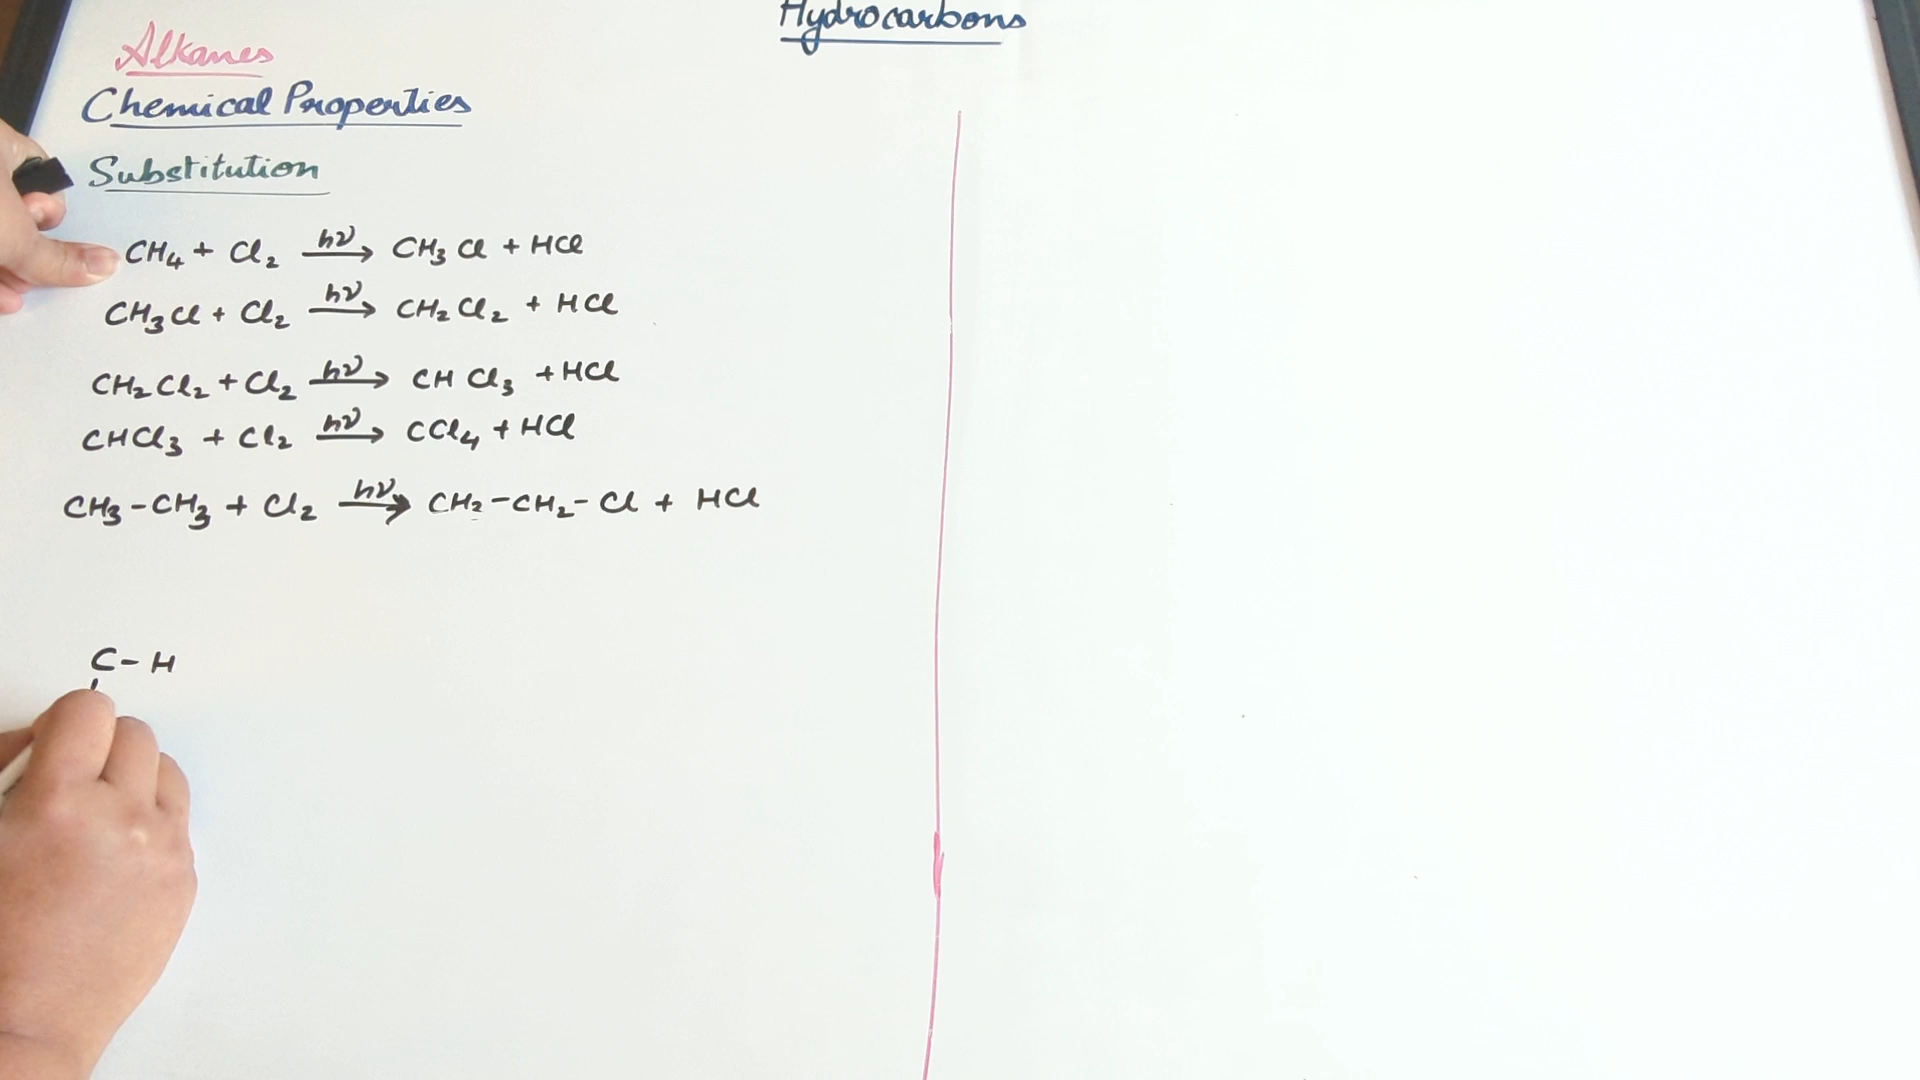 Hydrocarbons
Alkanes
Chemical Properties
Substitution
CH₄ + Cl₂ —hν→ CH₃Cl + HCl
CH₃Cl + Cl₂ —hν→ CH₂Cl₂ + HCl
CH₂Cl₂ + Cl₂ —hν→ CHCl₃ + HCl
CHCl₃ + Cl₂ —hν→ CCl₄ + HCl
CH₃-CH₃ + Cl₂ —hν→ CH₂-CH₂-Cl + HCl
C-H